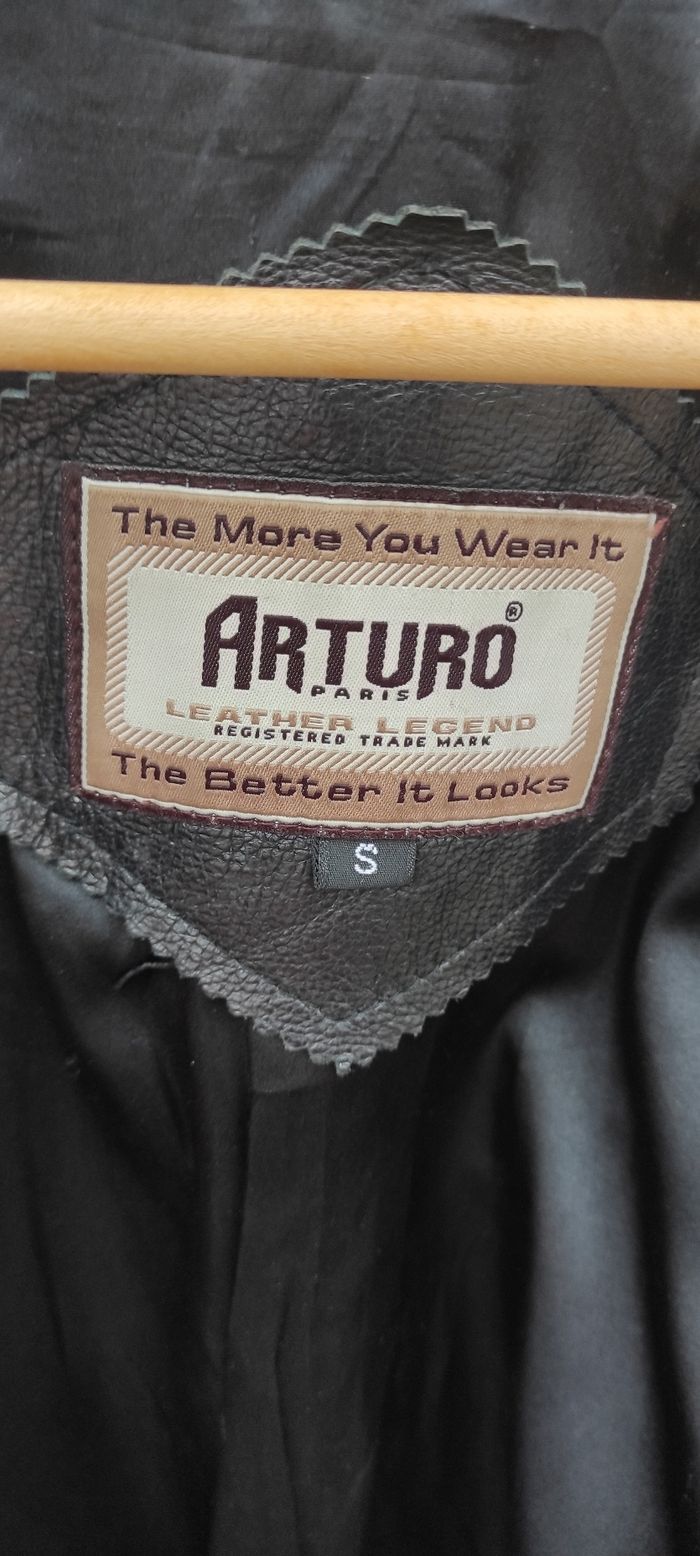 The More You Wear It
ARTURO®
PARIS
LEATHER LEGEND
REGISTERED TRADE MARK
The Better It Looks
S